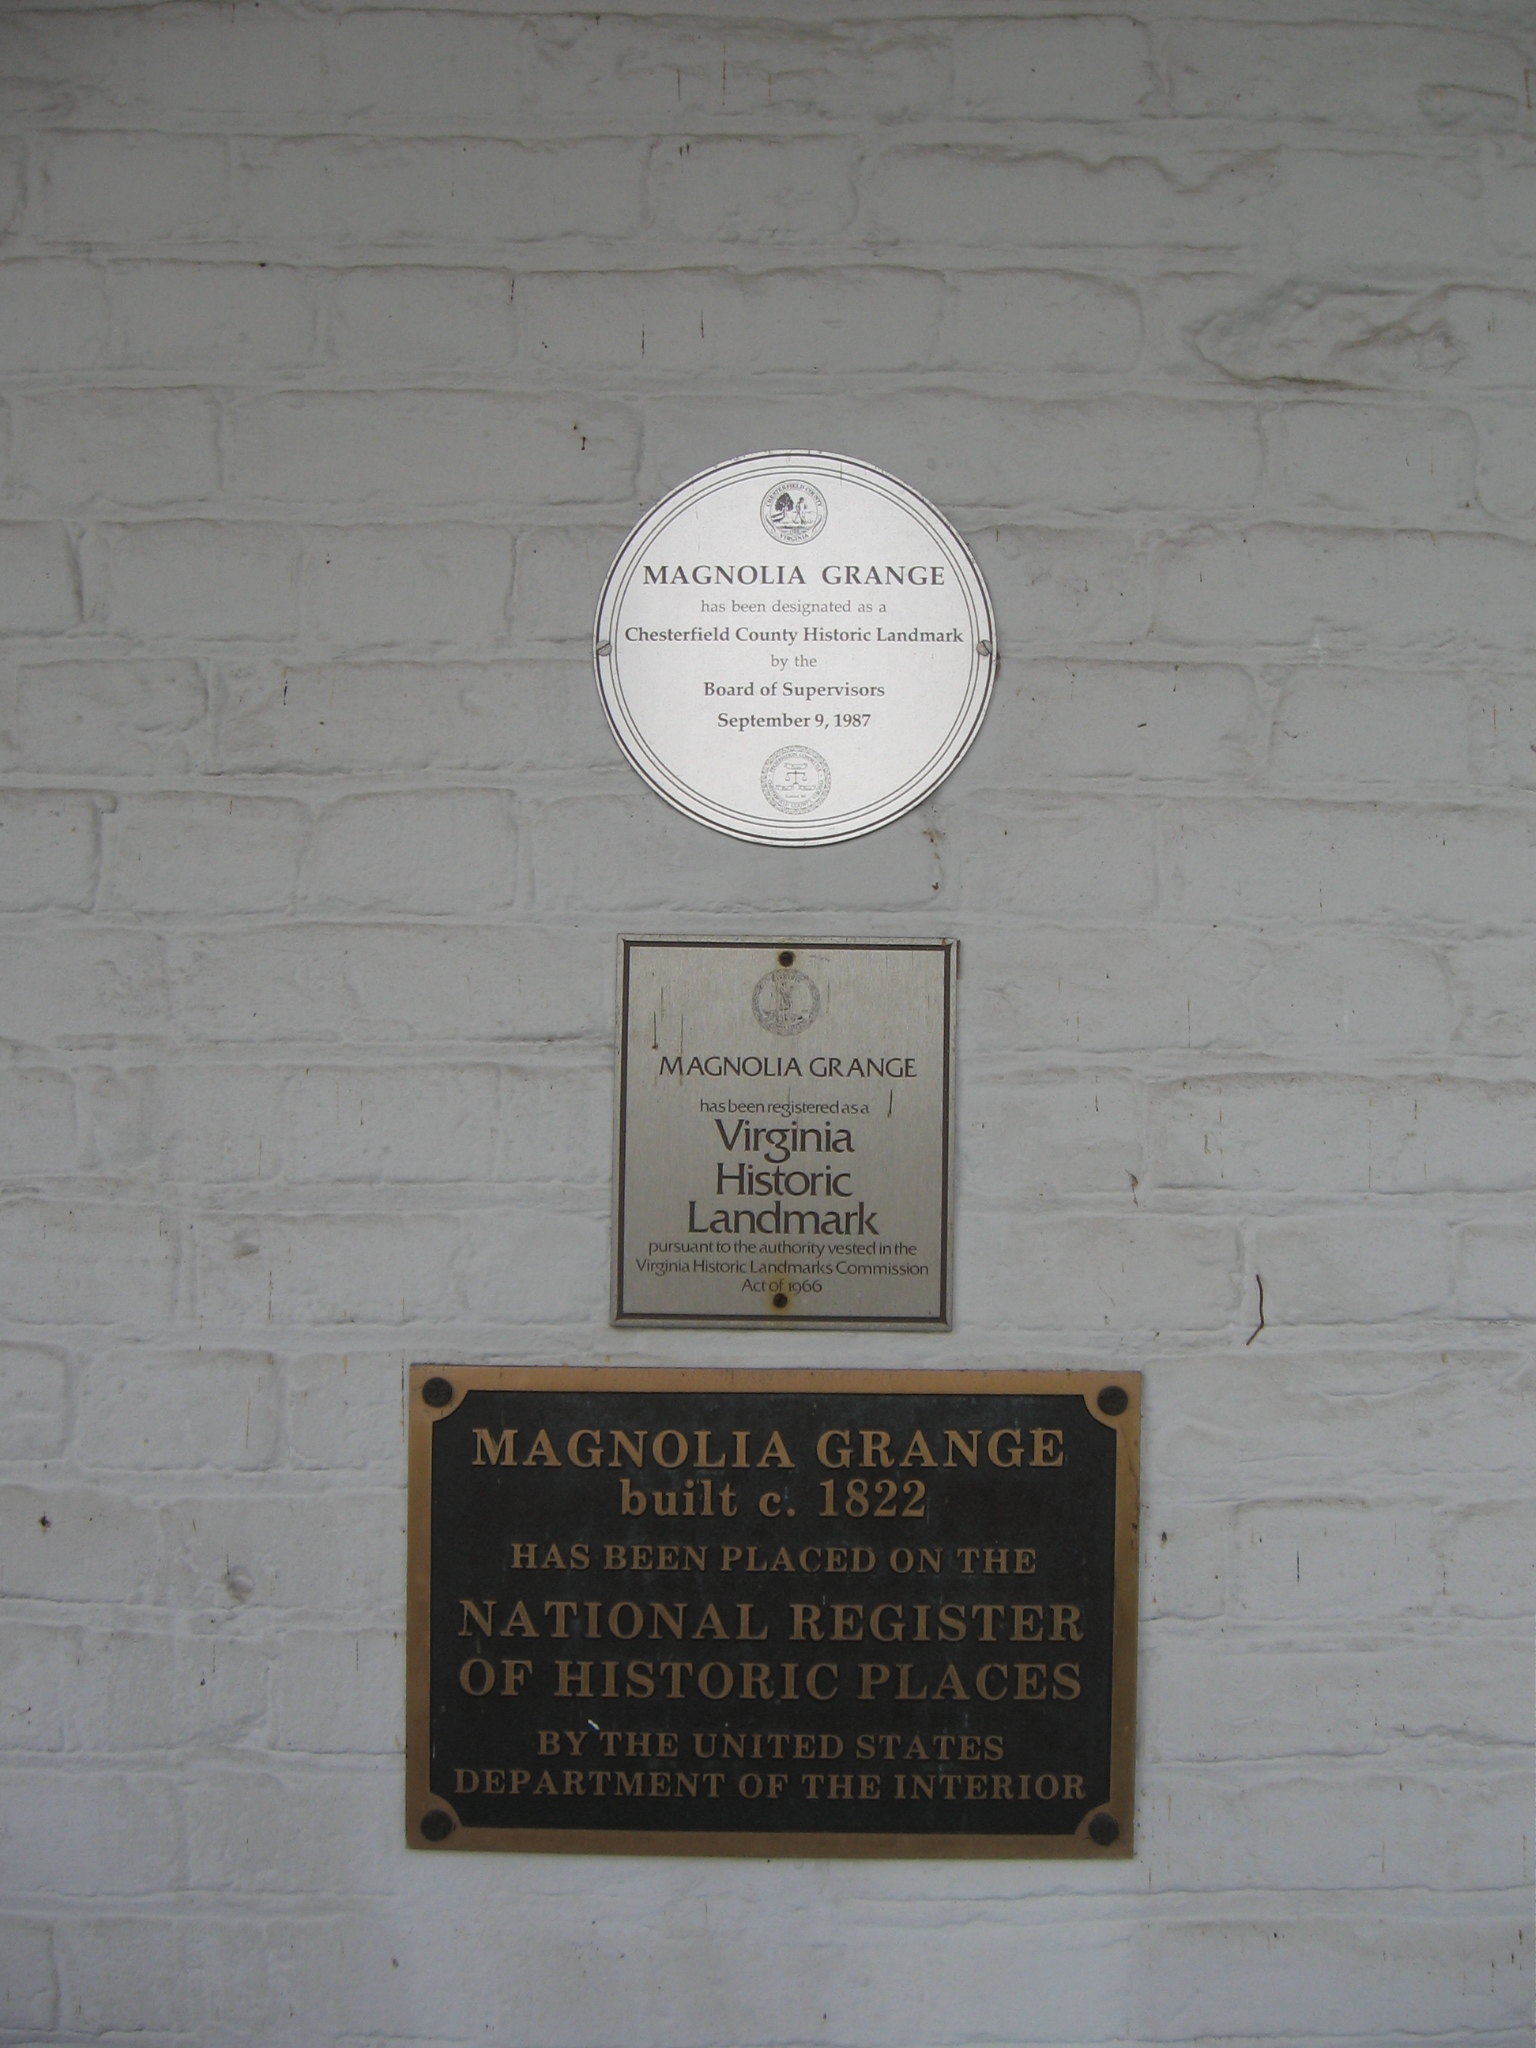 CHESTERFIELD COUNTY
VIRGINIA
MAGNOLIA GRANGE
has been designated as a
Chesterfield County Historic Landmark
by the
Board of Supervisors
September 9, 1987
MAGNOLIA GRANGE
has been registered as a
Virginia
Historic
Landmark
pursuant to the authority vested in the
Virginia Historic Landmarks Commission
Act of 1966
MAGNOLIA GRANGE
built c. 1822
HAS BEEN PLACED ON THE
NATIONAL REGISTER
OF HISTORIC PLACES
BY THE UNITED STATES
DEPARTMENT OF THE INTERIOR